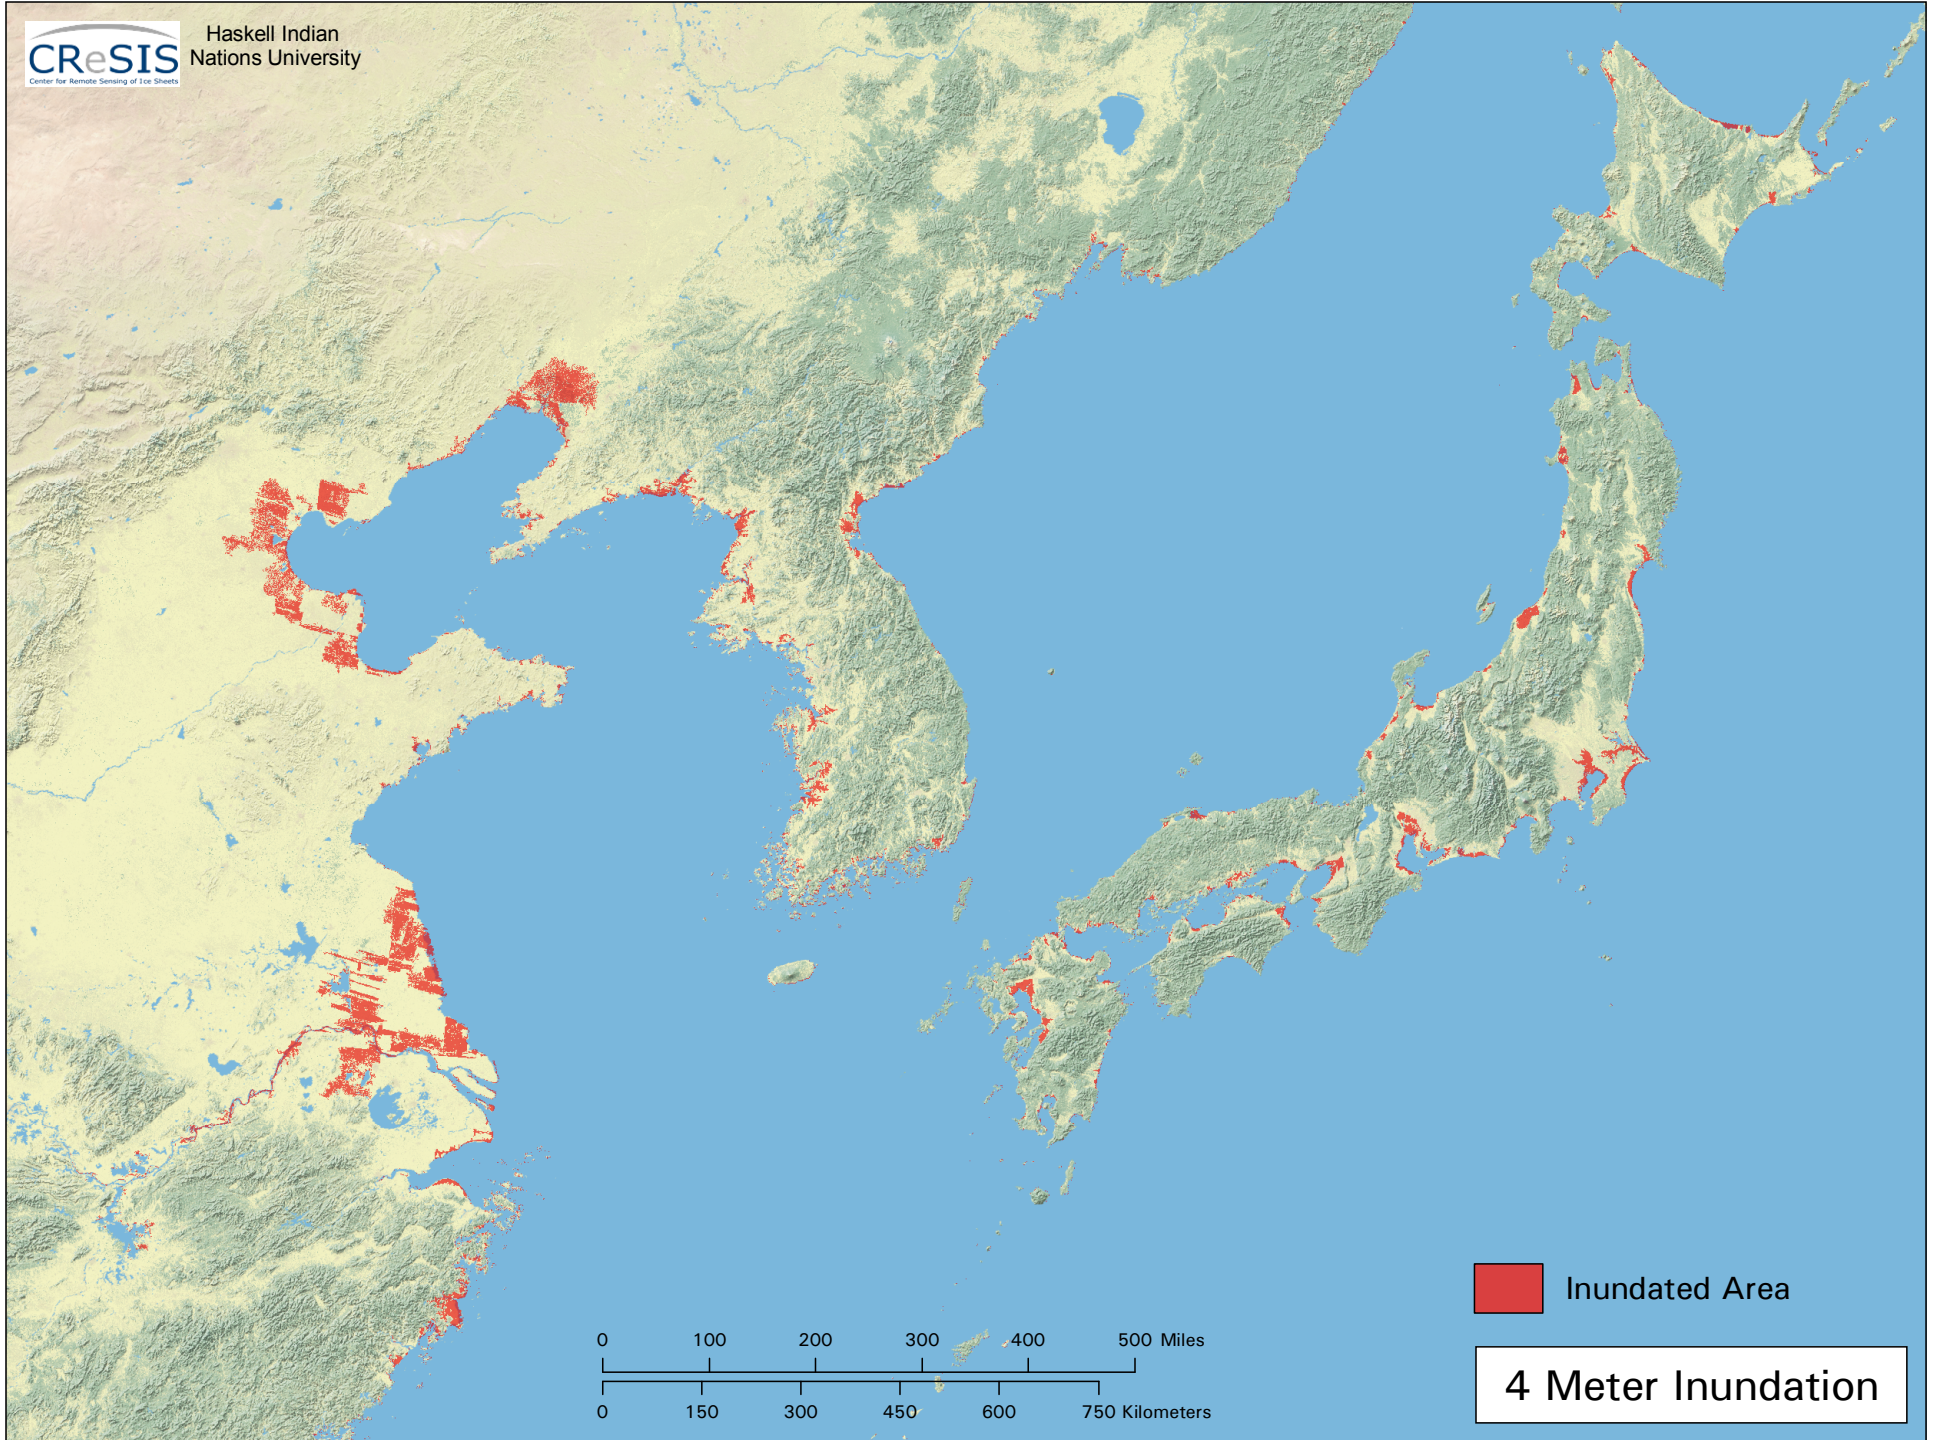 CReSIS
Center for Remote Sensing of Ice Sheets
Haskell Indian
Nations University
Inundated Area
0 100 200 300 400 500 Miles
0 150 300 450 600 750 Kilometers
4 Meter Inundation